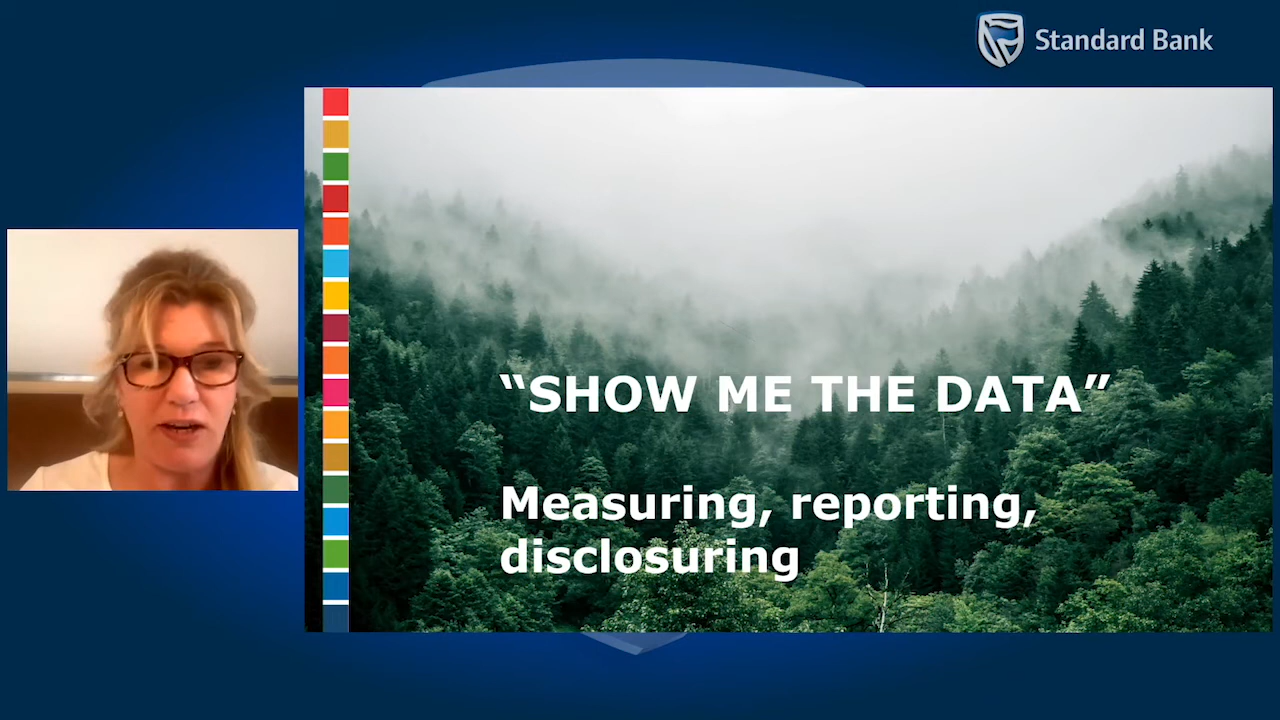 Standard Bank
“SHOW ME THE DATA”
Measuring, reporting,
disclosuring